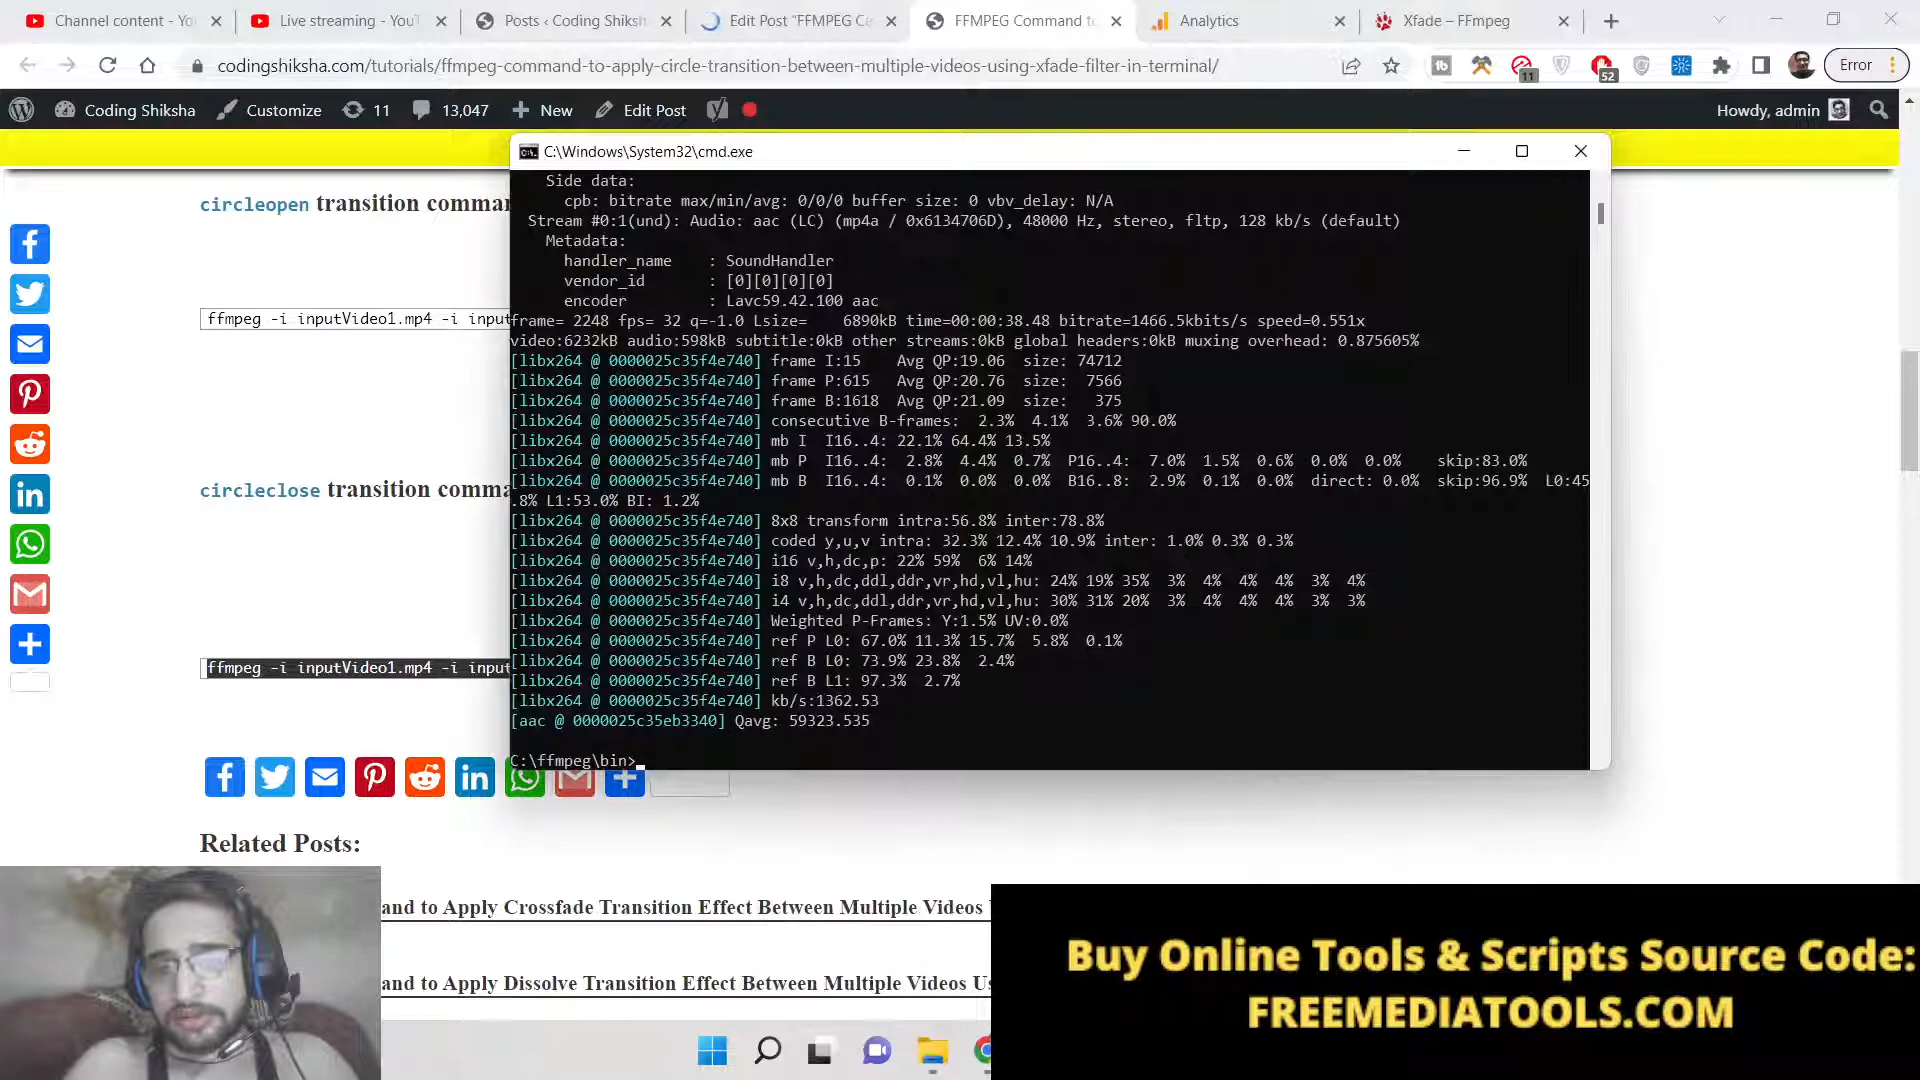 Channel content - Yo
Live streaming - YouT
Posts ‹ Coding Shiksh
Edit Post "FFMPEG Co
FFMPEG Command to
Analytics
Xfade – FFmpeg
codingshiksha.com/tutorials/ffmpeg-command-to-apply-circle-transition-between-multiple-videos-using-xfade-filter-in-terminal/
11
52
Error
Coding Shiksha
Customize
11
13,047
New
Edit Post
Howdy, admin
C:\Windows\System32\cmd.exe
Side data:
cpb: bitrate max/min/avg: 0/0/0 buffer size: 0 vbv_delay: N/A
Stream #0:1(und): Audio: aac (LC) (mp4a / 0x6134706D), 48000 Hz, stereo, fltp, 128 kb/s (default)
Metadata:
handler_name : SoundHandler
vendor_id : [0][0][0][0]
encoder : Lavc59.42.100 aac
frame= 2248 fps= 32 q=-1.0 Lsize= 6890kB time=00:00:38.48 bitrate=1466.5kbits/s speed=0.551x
video:6232kB audio:598kB subtitle:0kB other streams:0kB global headers:0kB muxing overhead: 0.875605%
[libx264 @ 0000025c35f4e740] frame I:15 Avg QP:19.06 size: 74712
[libx264 @ 0000025c35f4e740] frame P:615 Avg QP:20.76 size: 7566
[libx264 @ 0000025c35f4e740] frame B:1618 Avg QP:21.09 size: 375
[libx264 @ 0000025c35f4e740] consecutive B-frames: 2.3% 4.1% 3.6% 90.0%
[libx264 @ 0000025c35f4e740] mb I I16..4: 22.1% 64.4% 13.5%
[libx264 @ 0000025c35f4e740] mb P I16..4: 2.8% 4.4% 0.7% P16..4: 7.0% 1.5% 0.6% 0.0% 0.0% skip:83.0%
[libx264 @ 0000025c35f4e740] mb B I16..4: 0.1% 0.0% 0.0% B16..8: 2.9% 0.1% 0.0% direct: 0.0% skip:96.9% L0:45
.8% L1:53.0% BI: 1.2%
[libx264 @ 0000025c35f4e740] 8x8 transform intra:56.8% inter:78.8%
[libx264 @ 0000025c35f4e740] coded y,u,v intra: 32.3% 12.4% 10.9% inter: 1.0% 0.3% 0.3%
[libx264 @ 0000025c35f4e740] i16 v,h,dc,p: 22% 59% 6% 14%
[libx264 @ 0000025c35f4e740] i8 v,h,dc,ddl,ddr,vr,hd,vl,hu: 24% 19% 35% 3% 4% 4% 4% 3% 4%
[libx264 @ 0000025c35f4e740] i4 v,h,dc,ddl,ddr,vr,hd,vl,hu: 30% 31% 20% 3% 4% 4% 4% 3% 3%
[libx264 @ 0000025c35f4e740] Weighted P-Frames: Y:1.5% UV:0.0%
[libx264 @ 0000025c35f4e740] ref P L0: 67.0% 11.3% 15.7% 5.8% 0.1%
[libx264 @ 0000025c35f4e740] ref B L0: 73.9% 23.8% 2.4%
[libx264 @ 0000025c35f4e740] ref B L1: 97.3% 2.7%
[libx264 @ 0000025c35f4e740] kb/s:1362.53
[aac @ 0000025c35eb3340] Qavg: 59323.535
C:\ffmpeg\bin>
circleopen transition comma
ffmpeg -i inputVideo1.mp4 -i input
circleclose transition comma
ffmpeg -i inputVideo1.mp4 -i input
Related Posts:
and to Apply Crossfade Transition Effect Between Multiple Videos
and to Apply Dissolve Transition Effect Between Multiple Videos Us
Buy Online Tools & Scripts Source Code:
FREEMEDIATOOLS.COM